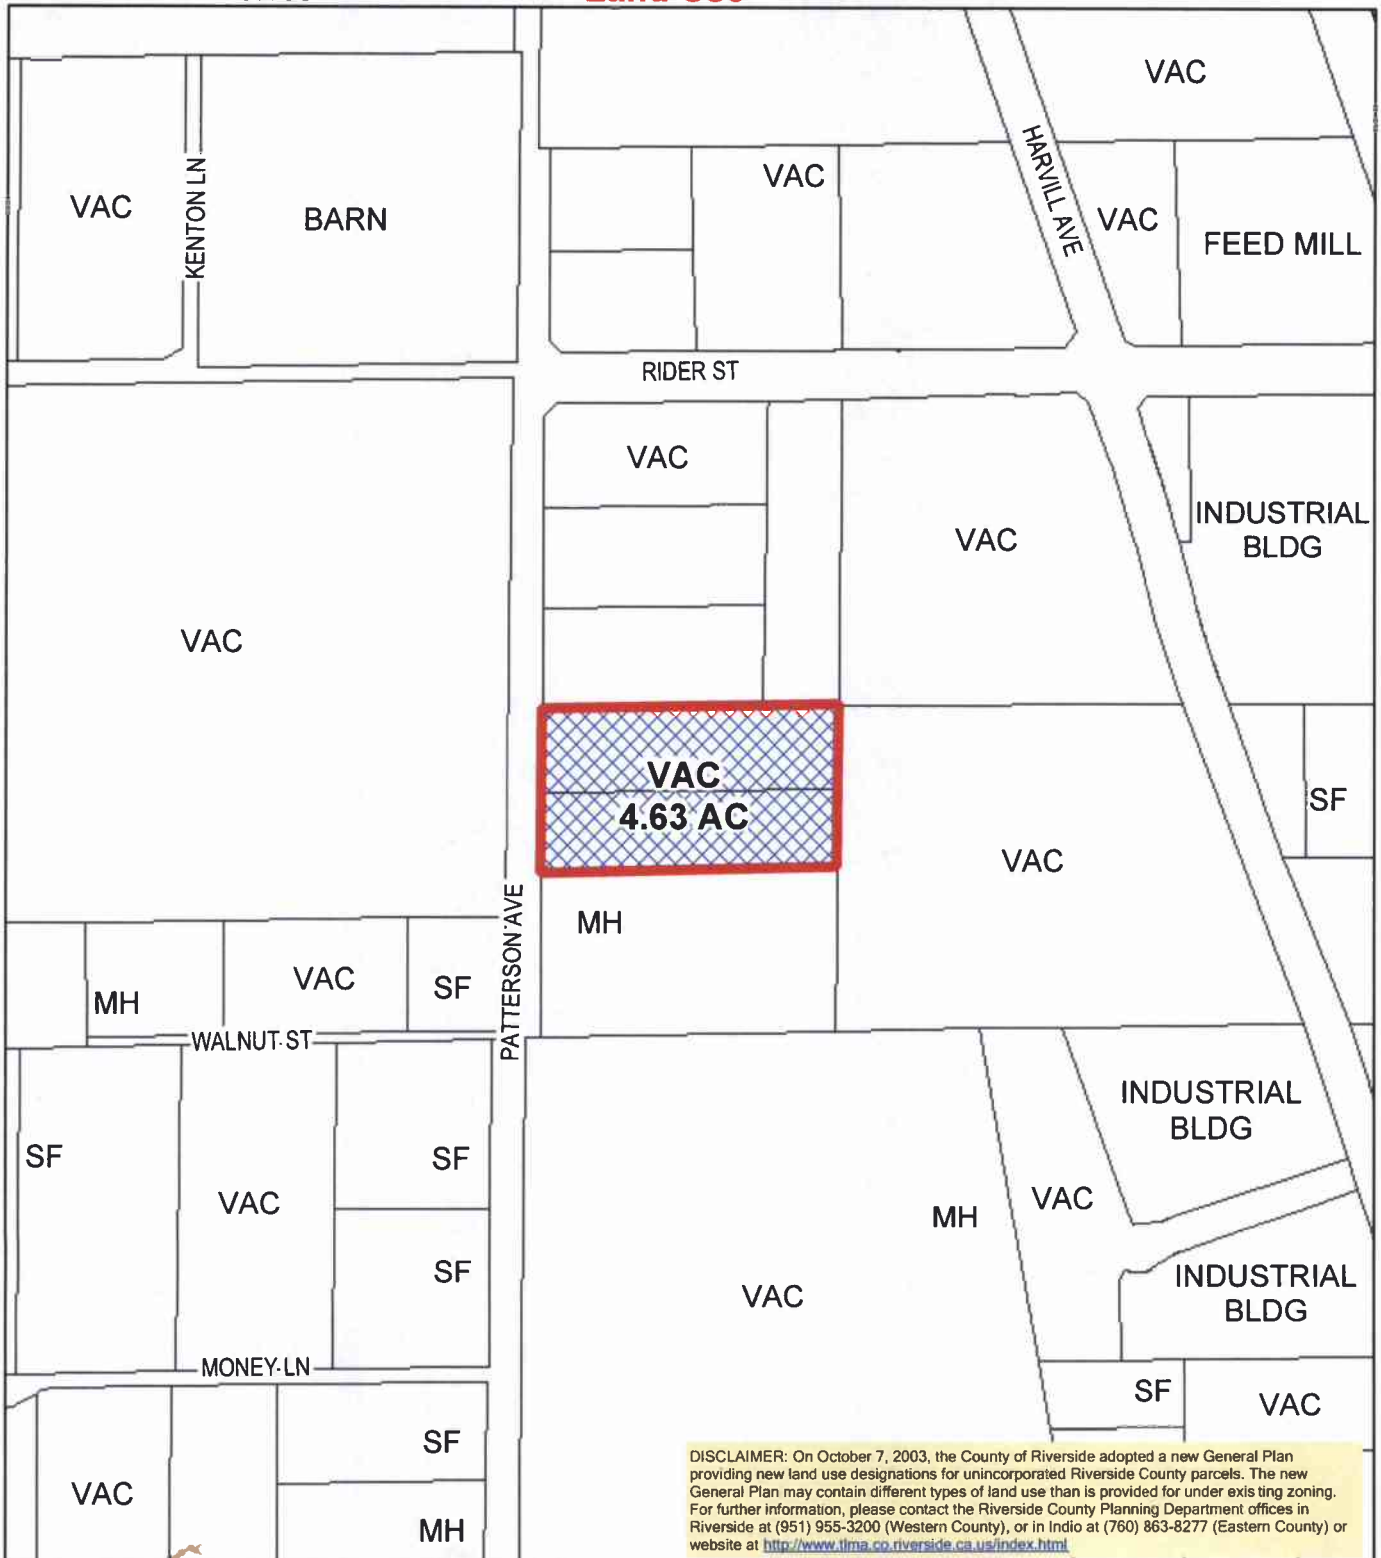 Land Use
VAC
VAC
KENTON LN
BARN
VAC
HARVILL AVE
VAC
FEED MILL
RIDER ST
VAC
VAC
INDUSTRIAL
BLDG
VAC
VAC
4.63 AC
SF
VAC
PATTERSON AVE
MH
MH
VAC
SF
WALNUT ST
INDUSTRIAL
BLDG
SF
SF
VAC
VAC
MH
SF
VAC
INDUSTRIAL
BLDG
MONEY LN
SF
VAC
SF
VAC
MH
DISCLAIMER: On October 7, 2003, the County of Riverside adopted a new General Plan
providing new land use designations for unincorporated Riverside County parcels. The new
General Plan may contain different types of land use than is provided for under existing zoning.
For further information, please contact the Riverside County Planning Department offices in
Riverside at (951) 955-3200 (Western County), or in Indio at (760) 863-8277 (Eastern County) or
website at http://www.tlma.co.riverside.ca.us/index.html